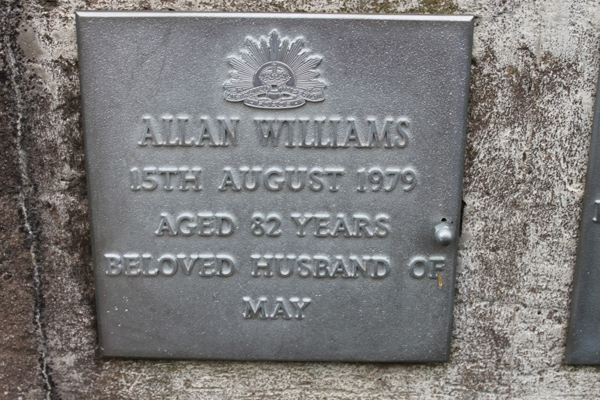 ALLAN WILLIAMS
15TH AUGUST 1979
AGED 82 YEARS
BELOVED HUSBAND OF
MAY